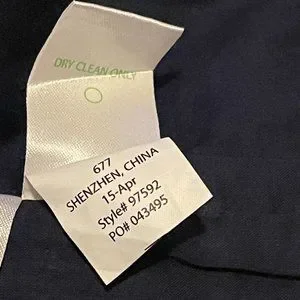 DRY CLEAN ONLY
677
SHENZHEN, CHINA
15-Apr
Style# 97592
PO# 043495